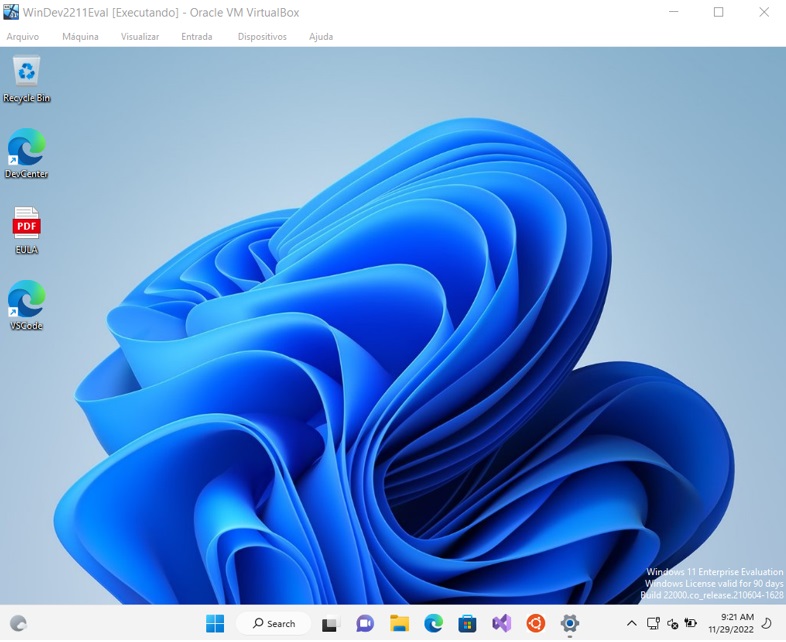 WinDev2211Eval [Executando] - Oracle VM VirtualBox
Arquivo Máquina Visualizar Entrada Dispositivos Ajuda
Recycle Bin
DevCenter
PDF
EULA
VSCode
Windows 11 Enterprise Evaluation
Windows License valid for 90 days
Build 22000.co_release.210604-1628
Search
9:21 AM
11/29/2022